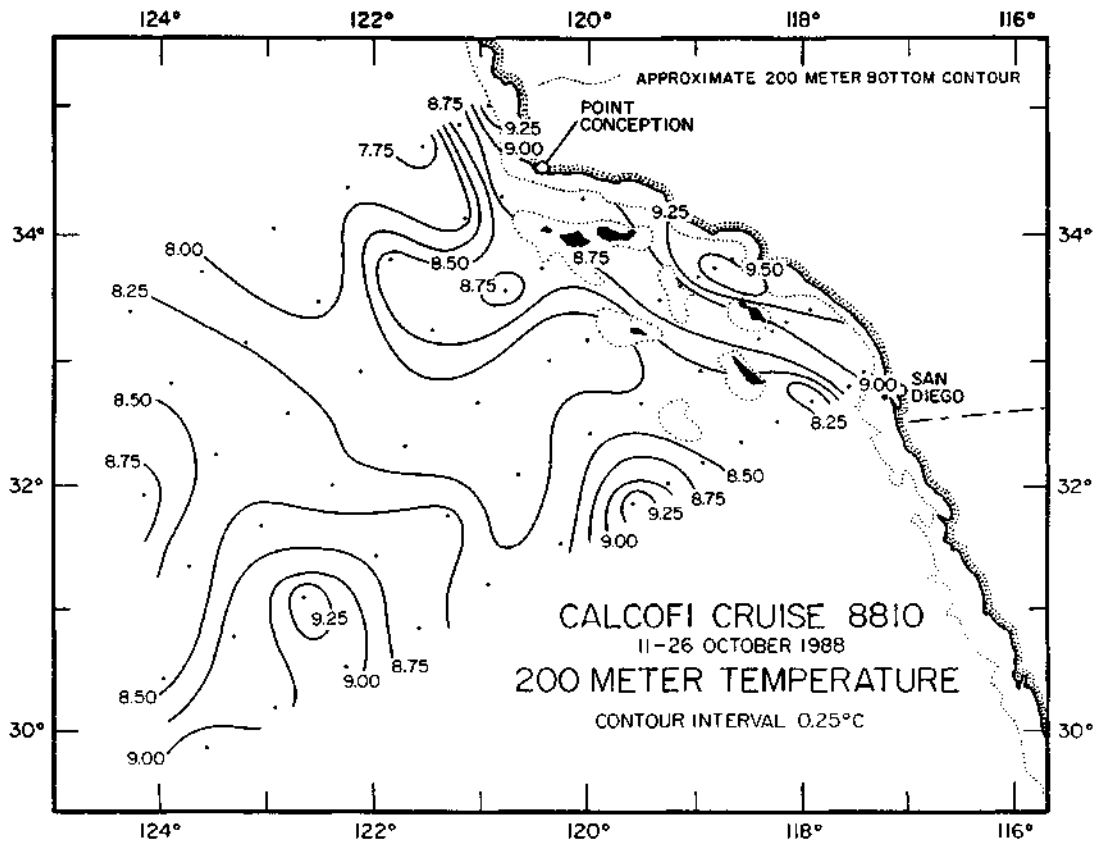 124° 122° 120° 118° 116°
APPROXIMATE 200 METER BOTTOM CONTOUR
8.75
9.25
POINT
CONCEPTION
7.75
9.00
9.25
34° 34°
8.00
8.50
8.75
8.75
9.50
8.25
9.00
SAN
DIEGO
8.50
8.25
8.75
8.50
32° 32°
8.75
9.25
9.00
9.25
CALCOFI CRUISE 8810
11-26 OCTOBER 1988
8.75
9.00
200 METER TEMPERATURE
8.50
CONTOUR INTERVAL 0.25°C
30° 30°
9.00
124° 122° 120° 118° 116°